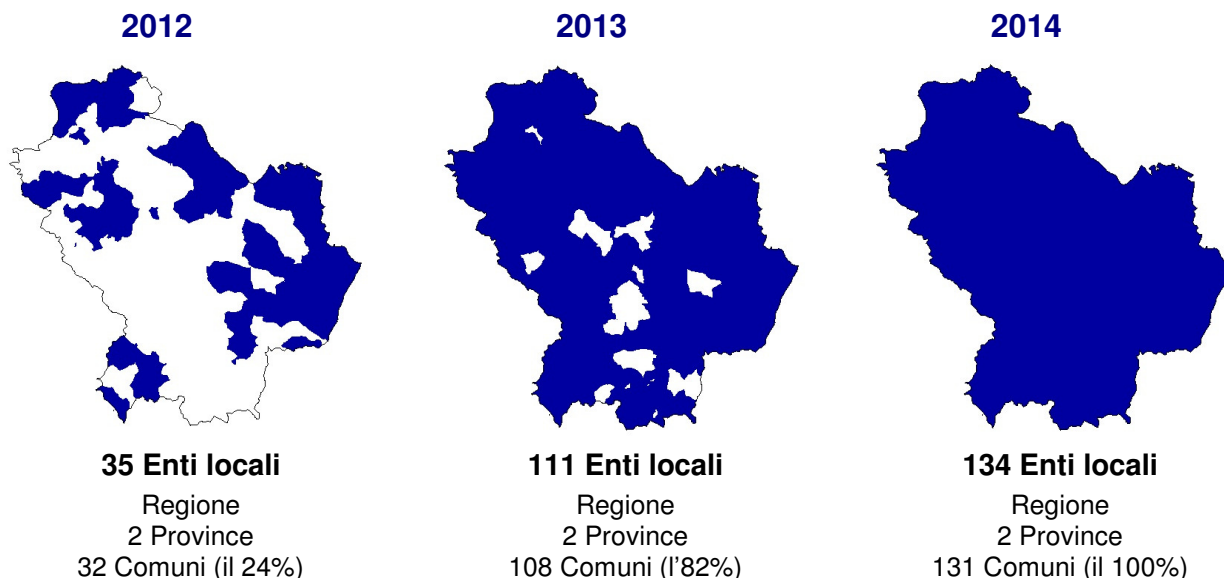 2012
35 Enti locali
Regione
2 Province
32 Comuni (il 24%)
2013
111 Enti locali
Regione
2 Province
108 Comuni (l'82%)
2014
134 Enti locali
Regione
2 Province
131 Comuni (il 100%)